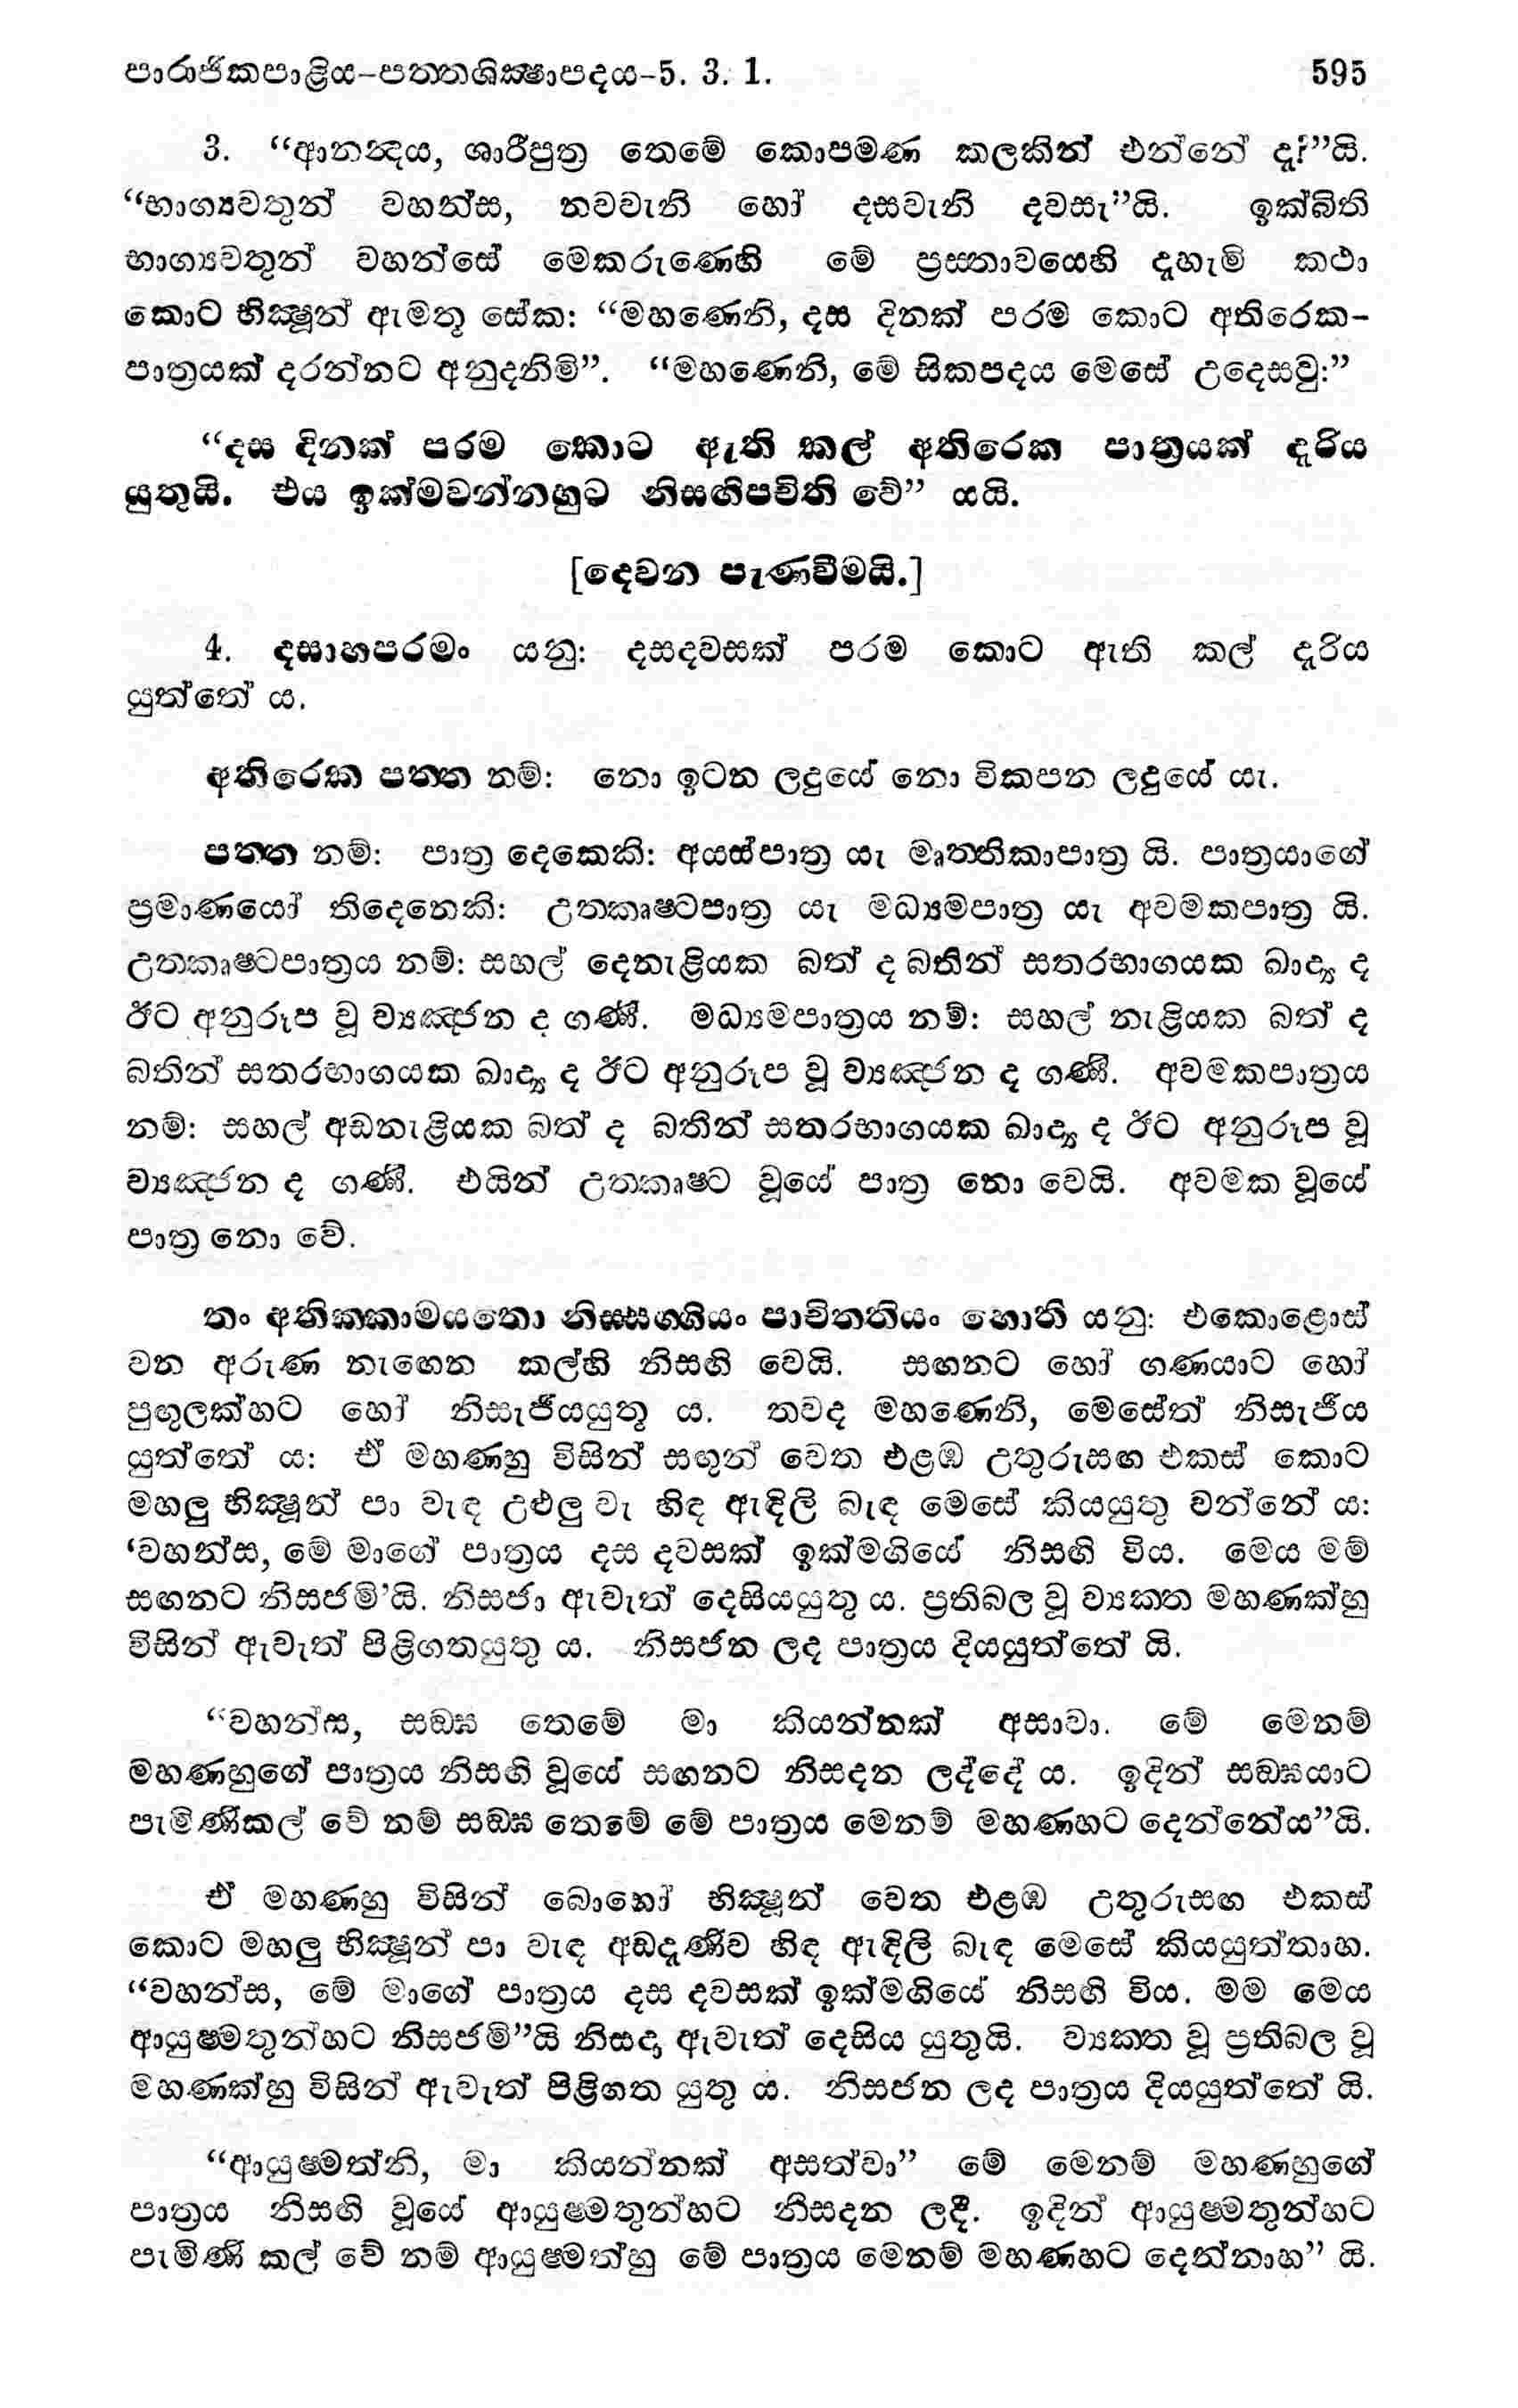 පාරාජිකපාළිය-පත්තශික්ෂාපදය-5. 3. 1. 595
3. “ආනන්දය, ශාරීපුත්‍ර තෙමේ කොපමණ කලකින් එන්නේ දැ?”යි.
“භාග්‍යවතුන් වහන්ස, නවවැනි හෝ දසවැනි දවසැ”යි. ඉක්බිති
භාග්‍යවතුන් වහන්සේ මෙකරුණෙහි මේ ප්‍රස්තාවයෙහි දැහැමි කථා
කොට භික්ෂූන් ඇමතූ සේක: “මහණෙනි, දස දිනක් පරම කොට අතිරෙක-
පාත්‍රයක් දරන්නට අනුදනිමි”. “මහණෙනි, මේ සිකපදය මෙසේ උදෙසවු:”
“දස දිනක් පරම කොට ඇති කල් අතිරෙක පාත්‍රයක් දැරිය
යුතුයි. එය ඉක්මවන්නහුට නිසගිපචිති වේ” යයි.
[දෙවන පැණවීමයි.]
4. දසාහපරමං යනු: දසදවසක් පරම කොට ඇති කල් දැරිය
යුත්තේ ය.
අතිරෙක පත්ත නම්: නො ඉටන ලදුයේ නො විකපන ලදුයේ යැ.
පත්ත නම්: පාත්‍ර දෙකෙකි: අයස්පාත්‍ර යැ මෘත්තිකාපාත්‍ර යි. පාත්‍රයාගේ
ප්‍රමාණයෝ තිදෙනෙකි: උත්කෘෂ්ටපාත්‍ර යැ මධ්‍යමපාත්‍ර යැ අවමකපාත්‍ර යි.
උත්කෘෂ්ටපාත්‍රය නම්: සහල් දෙනැළියක බත් ද බතින් සතරභාගයක ඛාද්‍ය ද
ඊට අනුරූප වූ ව්‍යඤ්ජන ද ගණී. මධ්‍යමපාත්‍රය නම්: සහල් නැළියක බත් ද
බතින් සතරභාගයක ඛාද්‍ය ද ඊට අනුරූප වූ ව්‍යඤ්ජන ද ගණී. අවමකපාත්‍රය
නම්: සහල් අඩනැළියක බත් ද බතින් සතරභාගයක ඛාද්‍ය ද ඊට අනුරූප වූ
ව්‍යඤ්ජන ද ගණී. එයින් උත්කෘෂ්ට වූයේ පාත්‍ර නො වෙයි. අවමක වූයේ
පාත්‍ර නො වේ.
තං අතික්කාමයතො නිස්සග්ගියං පාචිත්තියං හොති යනු: එකොළොස්
වන අරුණ නැඟෙන කල්හි නිසඟි වෙයි. සඟනට හෝ ගණයාට හෝ
පුඟුලක්හට හෝ නිසැජියයුතු ය. තවද මහණෙනි, මෙසේත් නිසැජිය
යුත්තේ ය: ඒ මහණහු විසින් සඟුන් වෙත එළඹ උතුරුසඟ එකස් කොට
මහලු භික්ෂූන් පා වැඳ උළුලු වැ හිඳ ඇඳිලි බැඳ මෙසේ කියයුතු වන්නේ ය:
‘වහන්ස, මේ මාගේ පාත්‍රය දස දවසක් ඉක්මගියේ නිසඟි විය. මෙය මම්
සඟනට නිසජමි’යි. නිසජා ඇවැත් දෙසියයුතු ය. ප්‍රතිබල වූ ව්‍යක්ත මහණක්හු
විසින් ඇවැත් පිළිගතයුතු ය. නිසජන ලද පාත්‍රය දියයුත්තේ යි.
“වහන්ස, සඞ්ඝ තෙමේ මා කියන්නක් අසාවා. මේ මෙනම්
මහණහුගේ පාත්‍රය නිසඟි වූයේ සඟනට නිසදන ලද්දේ ය. ඉදින් සඞ්ඝයාට
පැමිණිකල් වේ නම් සඞ්ඝ තෙමේ මේ පාත්‍රය මෙනම් මහණහට දෙන්නේය”යි.
ඒ මහණහු විසින් බොහෝ භික්ෂූන් වෙත එළඹ උතුරුසඟ එකස්
කොට මහලු භික්ෂූන් පා වැඳ අඬදැණිව හිඳ ඇඳිලි බැඳ මෙසේ කියයුත්තාහ.
“වහන්ස, මේ මාගේ පාත්‍රය දස දවසක් ඉක්මගියේ නිසඟි විය. මම මෙය
ආයුෂ්මතුන්හට නිසජමි”යි නිසදා ඇවැත් දෙසිය යුතුයි. ව්‍යක්ත වූ ප්‍රතිබල වූ
මහණක්හු විසින් ඇවැත් පිළිගත යුතු ය. නිසජන ලද පාත්‍රය දියයුත්තේ යි.
“ආයුෂ්මත්නි, මා කියන්නක් අසත්වා” මේ මෙනම් මහණහුගේ
පාත්‍රය නිසඟි වූයේ ආයුෂ්මතුන්හට නිසදන ලදී. ඉදින් ආයුෂ්මතුන්හට
පැමිණි කල් වේ නම් ආයුෂ්මත්හු මේ පාත්‍රය මෙනම් මහණහට දෙන්නාහ” යි.